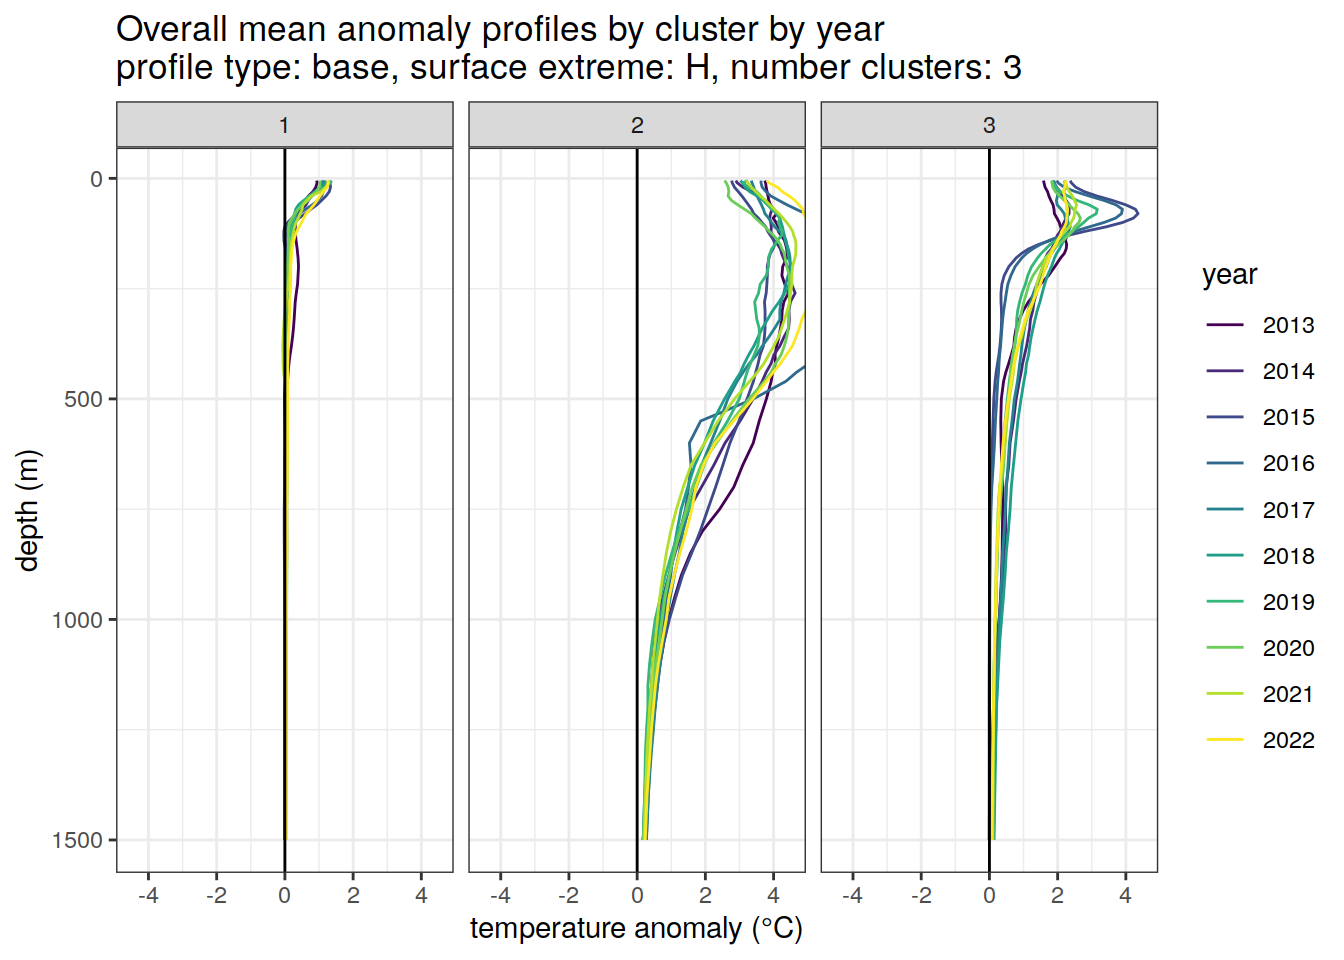 Overall mean anomaly profiles by cluster by year
profile type: base, surface extreme: H, number clusters: 3
1
2
3
0
500
1000
1500
depth (m)
-4 -2 0 2 4
-4 -2 0 2 4
-4 -2 0 2 4
temperature anomaly (°C)
year
2013
2014
2015
2016
2017
2018
2019
2020
2021
2022